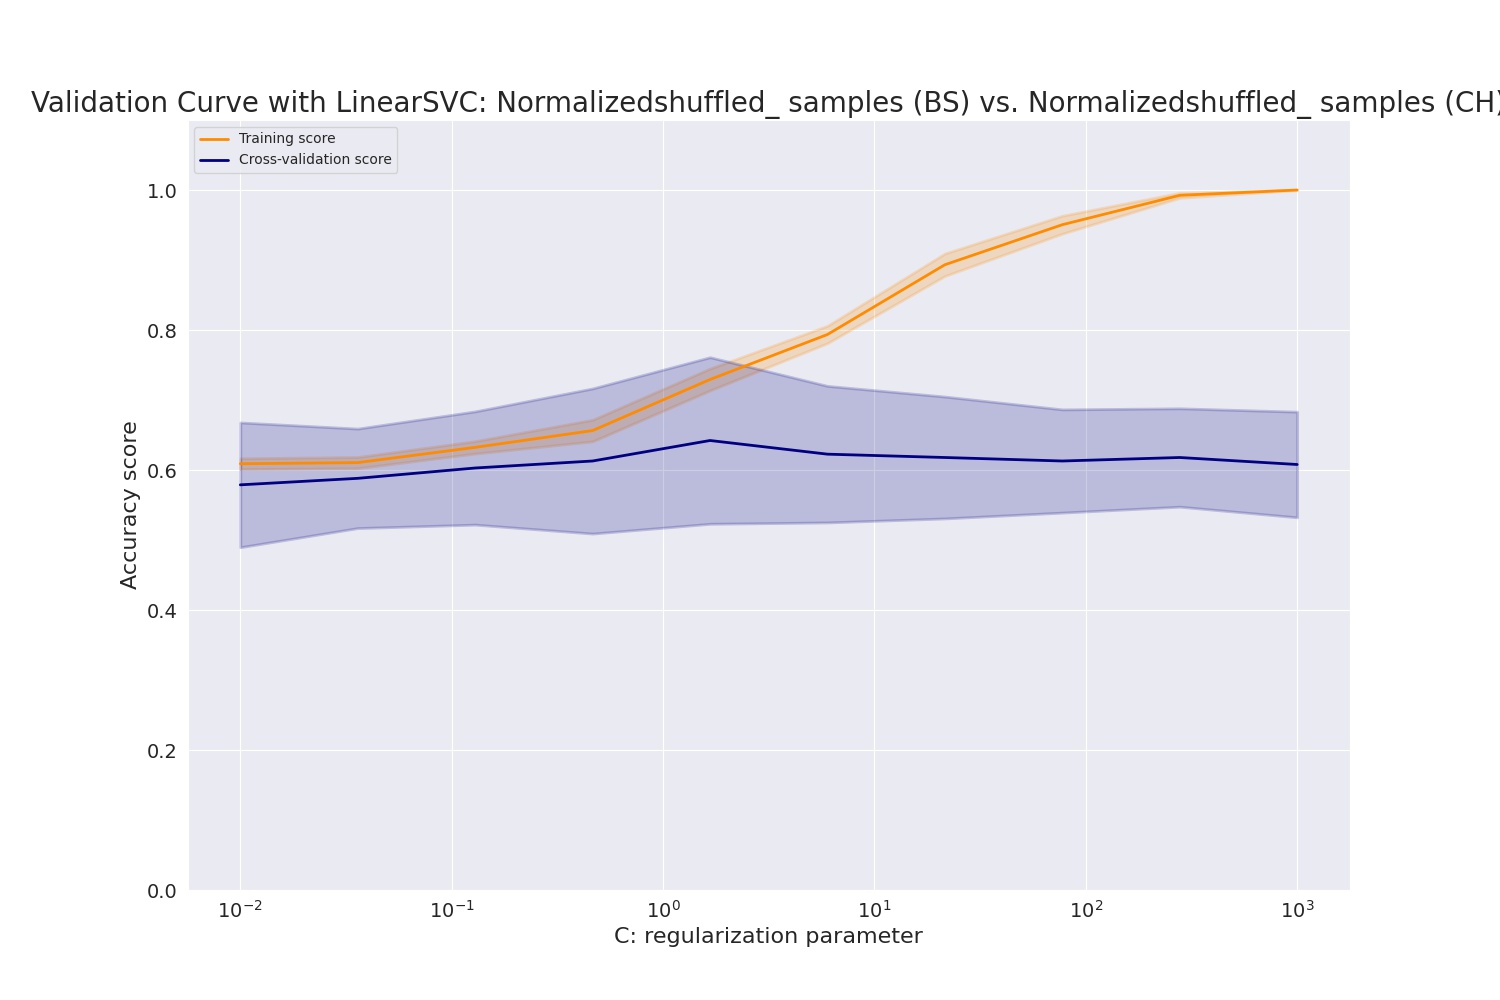 Validation Curve with LinearSVC: Normalizedshuffled_ samples (BS) vs. Normalizedshuffled_ samples (CH)
Training score
Cross-validation score
1.0
0.8
0.6
0.4
0.2
0.0
Accuracy score
10⁻² 10⁻¹ 10⁰ 10¹ 10² 10³
C: regularization parameter